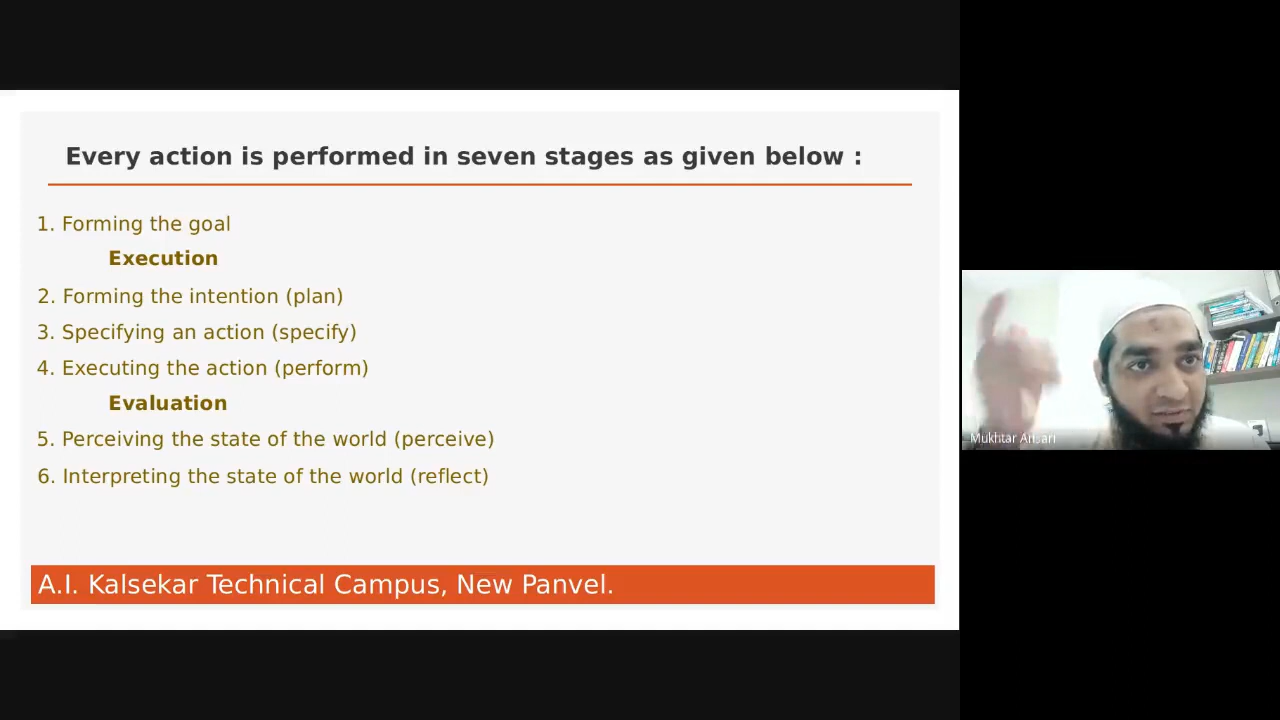 Every action is performed in seven stages as given below :
1. Forming the goal
Execution
2. Forming the intention (plan)
3. Specifying an action (specify)
4. Executing the action (perform)
Evaluation
5. Perceiving the state of the world (perceive)
6. Interpreting the state of the world (reflect)
A.I. Kalsekar Technical Campus, New Panvel.
Mukhtar Ansari